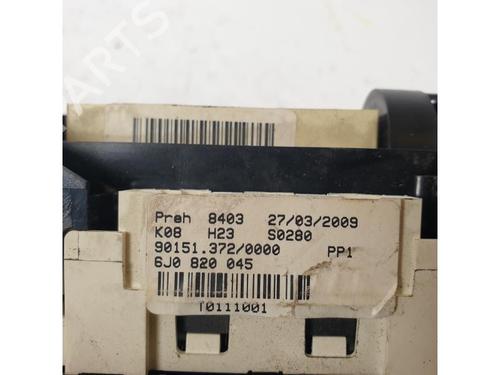 Preh 8403 27/03/2009
K08 H23 S0280
90151.372/0000 PP1
6J0 820 045
T0111001